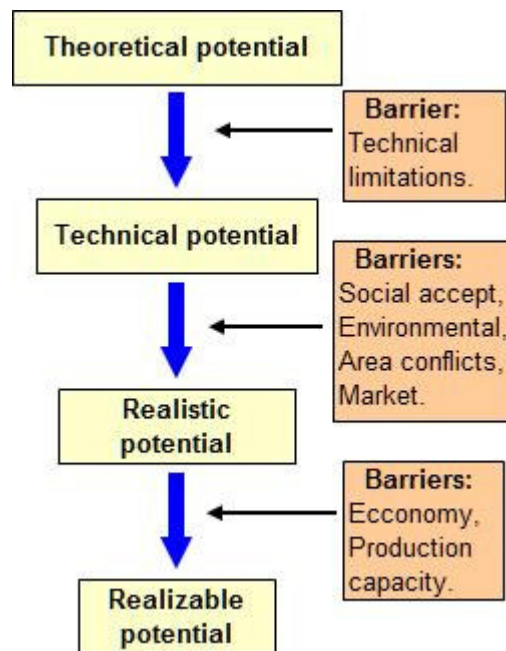 Theoretical potential
Barrier:
Technical
limitations.
Technical potential
Barriers:
Social accept,
Environmental,
Area conflicts,
Market.
Realistic
potential
Barriers:
Ecconomy,
Production
capacity.
Realizable
potential